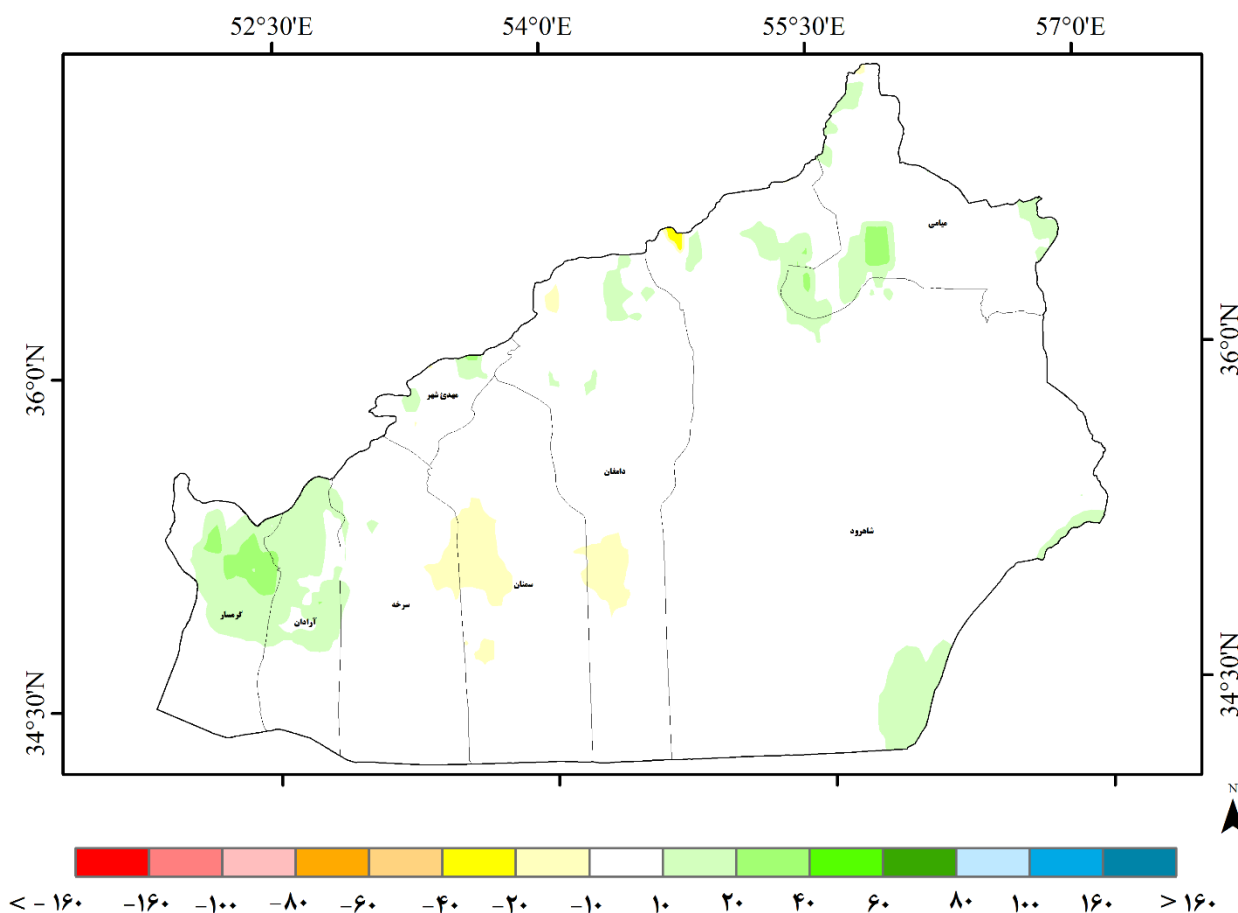 52°30'E 54°0'E 55°30'E 57°0'E
میامی
36°0'N 36°0'N
مهدئ شهر
دامغان
شاهرود
سمنان
سرخه
آرادان
گرمسار
34°30'N 34°30'N
N
< -۱۶۰ -۱۶۰ -۱۰۰ -۸۰ -۶۰ -۴۰ -۲۰ -۱۰ ۱۰ ۲۰ ۴۰ ۶۰ ۸۰ ۱۰۰ ۱۶۰ > ۱۶۰